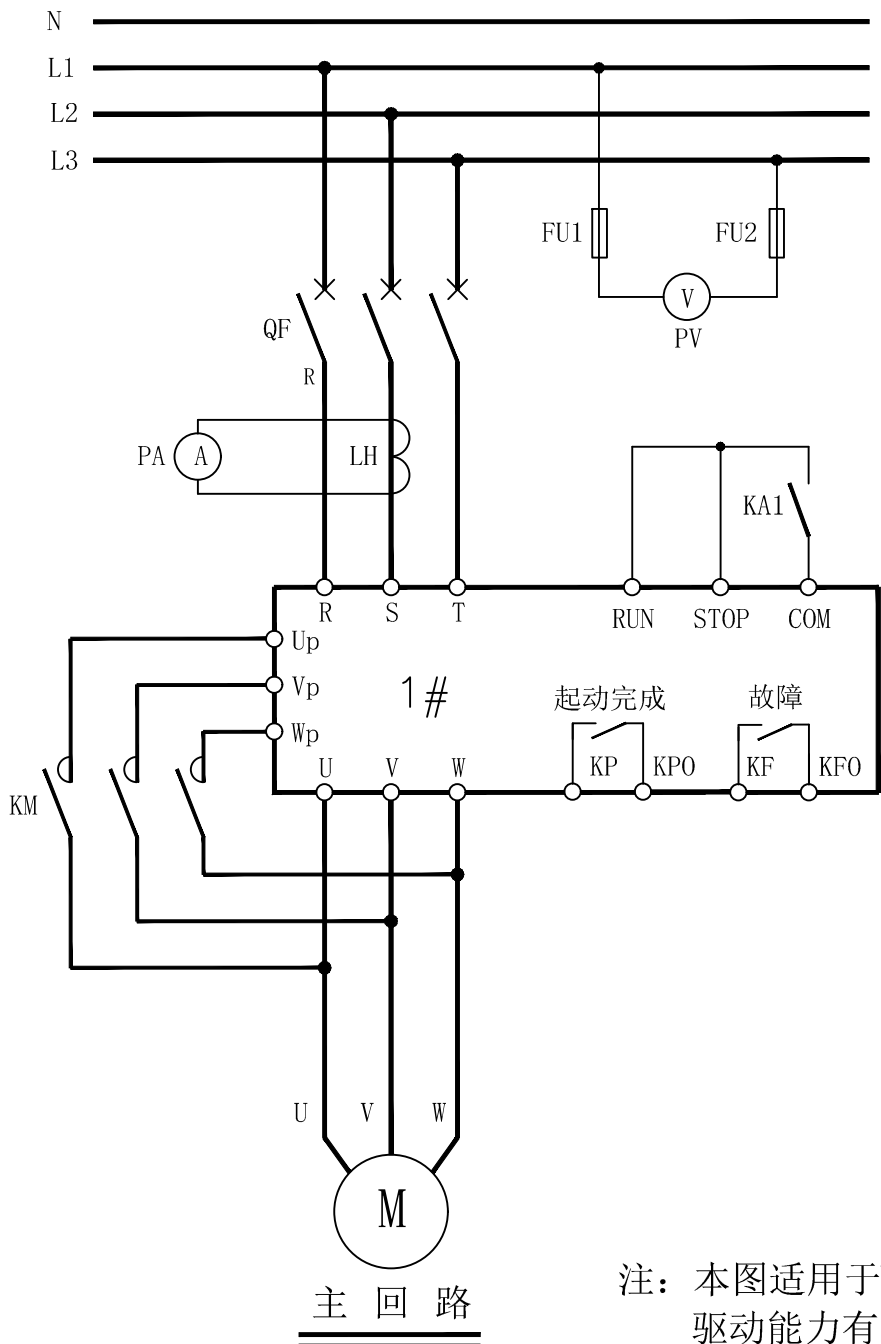 N
L1
L2
L3
FU1 FU2
V
PV
QF
R
PA A LH
KA1
R S T RUN STOP COM
Up
Vp 1# 起动完成 故障
Wp
U V W KP KPO KF KFO
KM
U V W
M
主回路
注：本图适用于
驱动能力有